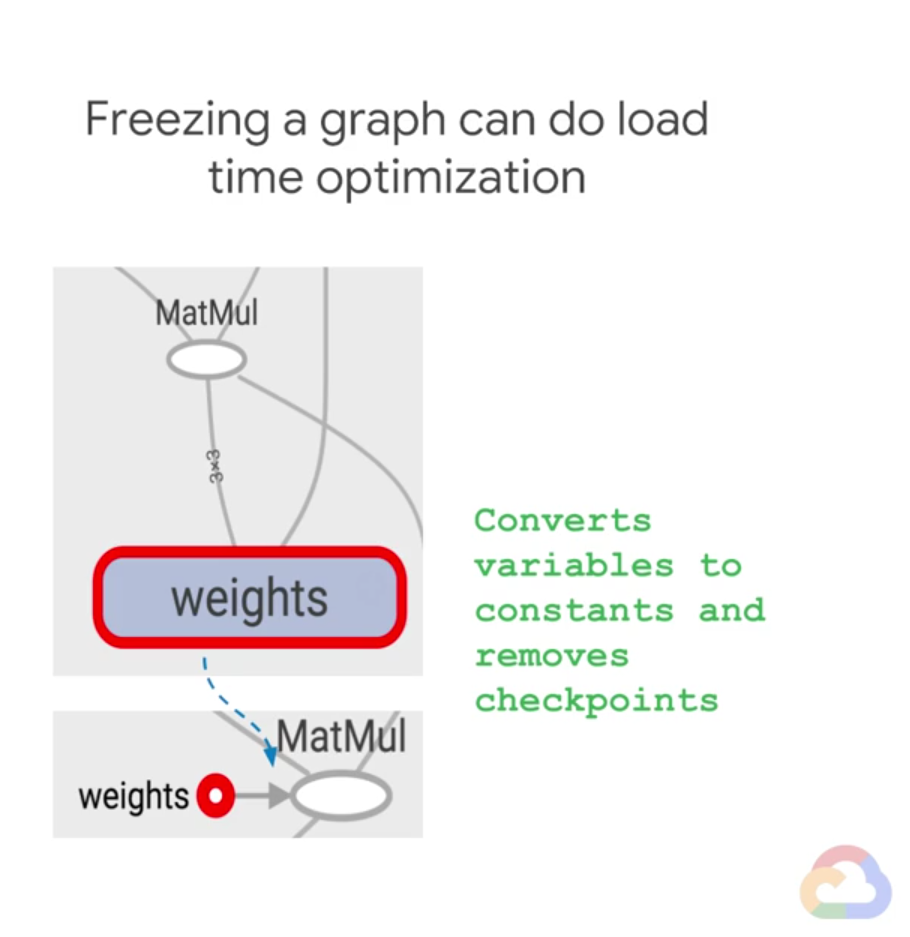 Freezing a graph can do load
time optimization
MatMul
3×3
weights
Converts
variables to
constants and
removes
checkpoints
MatMul
weights